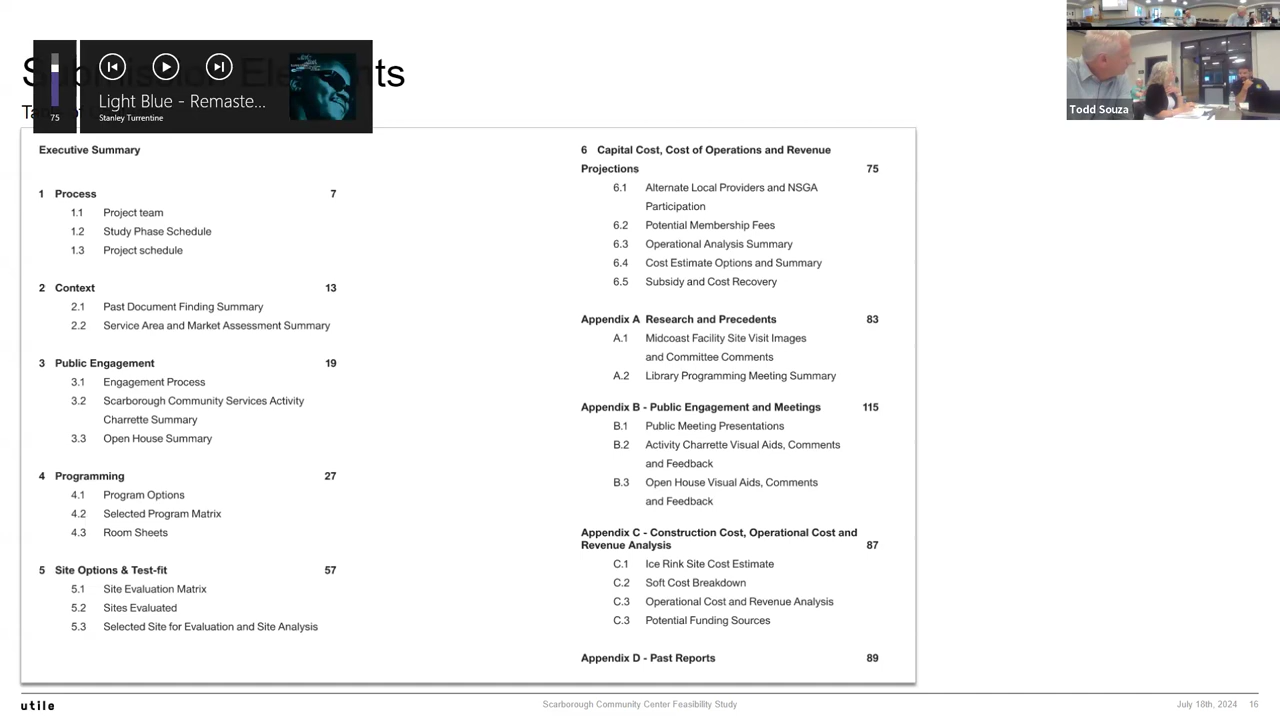 75
Light Blue - Remaste...
Stanley Turrentine
Todd Souza
Executive Summary
1 Process 7
1.1 Project team
1.2 Study Phase Schedule
1.3 Project schedule
2 Context 13
2.1 Past Document Finding Summary
2.2 Service Area and Market Assessment Summary
3 Public Engagement 19
3.1 Engagement Process
3.2 Scarborough Community Services Activity
Charrette Summary
3.3 Open House Summary
4 Programming 27
4.1 Program Options
4.2 Selected Program Matrix
4.3 Room Sheets
5 Site Options & Test-fit 57
5.1 Site Evaluation Matrix
5.2 Sites Evaluated
5.3 Selected Site for Evaluation and Site Analysis
6 Capital Cost, Cost of Operations and Revenue
Projections 75
6.1 Alternate Local Providers and NSGA
Participation
6.2 Potential Membership Fees
6.3 Operational Analysis Summary
6.4 Cost Estimate Options and Summary
6.5 Subsidy and Cost Recovery
Appendix A Research and Precedents 83
A.1 Midcoast Facility Site Visit Images
and Committee Comments
A.2 Library Programming Meeting Summary
Appendix B - Public Engagement and Meetings 115
B.1 Public Meeting Presentations
B.2 Activity Charrette Visual Aids, Comments
and Feedback
B.3 Open House Visual Aids, Comments
and Feedback
Appendix C - Construction Cost, Operational Cost and
Revenue Analysis 87
C.1 Ice Rink Site Cost Estimate
C.2 Soft Cost Breakdown
C.3 Operational Cost and Revenue Analysis
C.3 Potential Funding Sources
Appendix D - Past Reports 89
utile
Scarborough Community Center Feasibility Study
July 18th, 2024 16